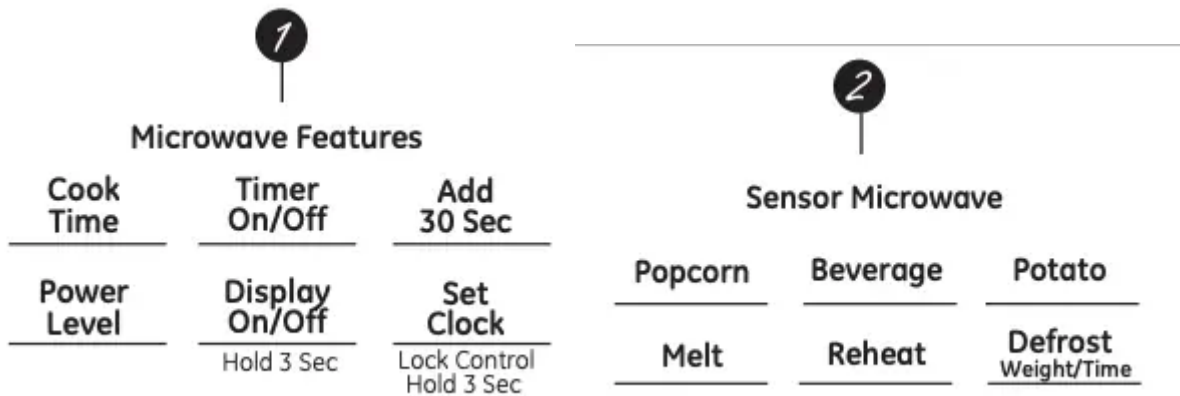 1
Microwave Features
Cook
Time
Timer
On/Off
Add
30 Sec
Power
Level
Display
On/Off
Hold 3 Sec
Set
Clock
Lock Control
Hold 3 Sec
2
Sensor Microwave
Popcorn
Beverage
Potato
Melt
Reheat
Defrost
Weight/Time